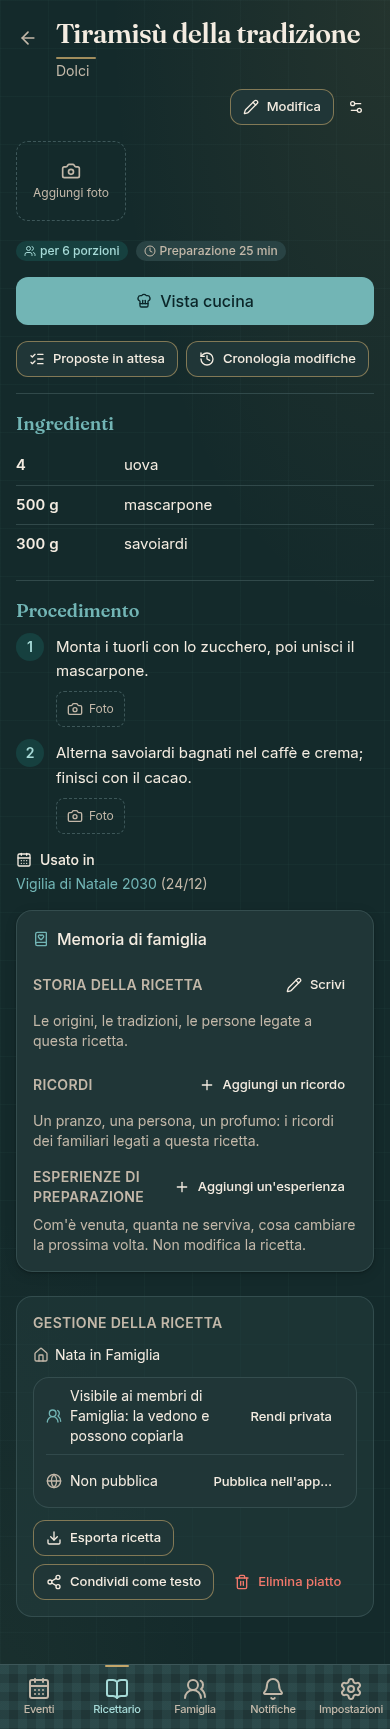 Tiramisù della tradizione
Dolci
Modifica
Aggiungi foto
per 6 porzioni
Preparazione 25 min
Vista cucina
Proposte in attesa
Cronologia modifiche
Ingredienti
4 uova
500 g mascarpone
300 g savoiardi
Procedimento
1 Monta i tuorli con lo zucchero, poi unisci il
mascarpone.
Foto
2 Alterna savoiardi bagnati nel caffè e crema;
finisci con il cacao.
Foto
Usato in
Vigilia di Natale 2030 (24/12)
Memoria di famiglia
STORIA DELLA RICETTA
Scrivi
Le origini, le tradizioni, le persone legate a
questa ricetta.
RICORDI
Aggiungi un ricordo
Un pranzo, una persona, un profumo: i ricordi
dei familiari legati a questa ricetta.
ESPERIENZE DI
PREPARAZIONE
Aggiungi un'esperienza
Com'è venuta, quanta ne serviva, cosa cambiare
la prossima volta. Non modifica la ricetta.
GESTIONE DELLA RICETTA
Nata in Famiglia
Visibile ai membri di
Famiglia: la vedono e
possono copiarla
Rendi privata
Non pubblica
Pubblica nell'app...
Esporta ricetta
Condividi come testo
Elimina piatto
Eventi
Ricettario
Famiglia
Notifiche
Impostazioni